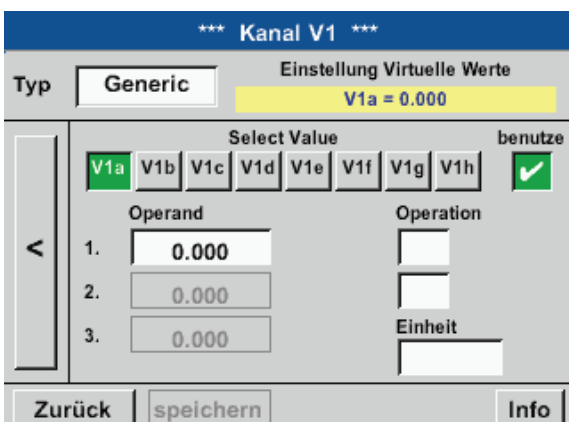 *** Kanal V1 ***
Typ Generic Einstellung Virtuelle Werte
V1a = 0.000
Select Value benutze
V1a V1b V1c V1d V1e V1f V1g V1h
Operand Operation
< 1. 0.000
2. 0.000
3. 0.000 Einheit
Zurück speichern Info